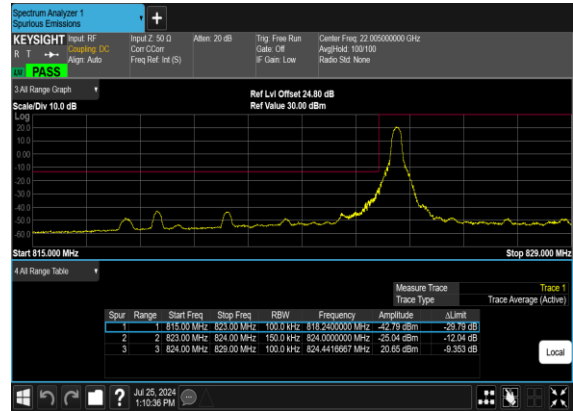 Spectrum Analyzer 1
Spurious Emissions
KEYSIGHT Input: RF Input Z: 50 Ω Atten: 20 dB Trig: Free Run Center Freq: 22.005000000 GHz
R T Coupling: DC Corr CCorr Gate: Off Avg|Hold: 100/100
Align: Auto Freq Ref: Int (S) IF Gain: Low Radio Std: None
PASS
3 All Range Graph
Ref Lvl Offset 24.80 dB
Scale/Div 10.0 dB Ref Value 30.00 dBm
Log
20.0
10.0
0.00
-10.0
-20.0
-30.0
-40.0
-50.0
-60.0
Start 815.000 MHz Stop 829.000 MHz
4 All Range Table
Measure Trace Trace 1
Trace Type Trace Average (Active)
Spur Range Start Freq Stop Freq RBW Frequency Amplitude ΔLimit
1 1 815.00 MHz 823.00 MHz 100.0 kHz 818.2400000 MHz -42.79 dBm -29.79 dB
2 2 823.00 MHz 824.00 MHz 150.0 kHz 824.0000000 MHz -25.04 dBm -12.04 dB
3 3 824.00 MHz 829.00 MHz 100.0 kHz 824.4416667 MHz 20.65 dBm -9.353 dB
Local
? Jul 25, 2024
1:10:36 PM